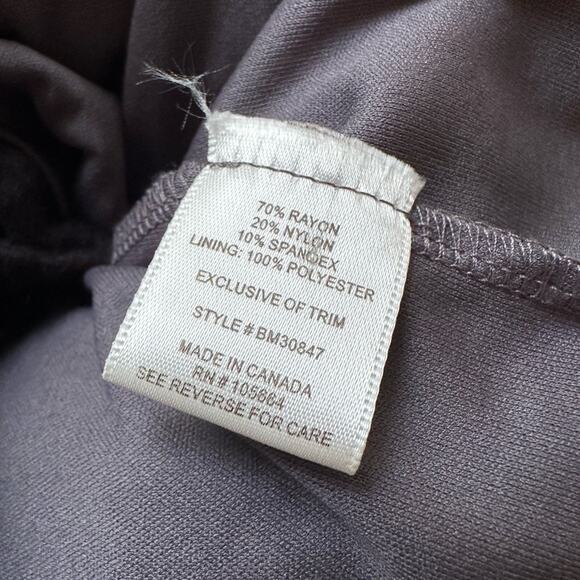 70% RAYON
20% NYLON
10% SPANDEX
LINING: 100% POLYESTER
EXCLUSIVE OF TRIM
STYLE # BM30847
MADE IN CANADA
RN # 105664
SEE REVERSE FOR CARE